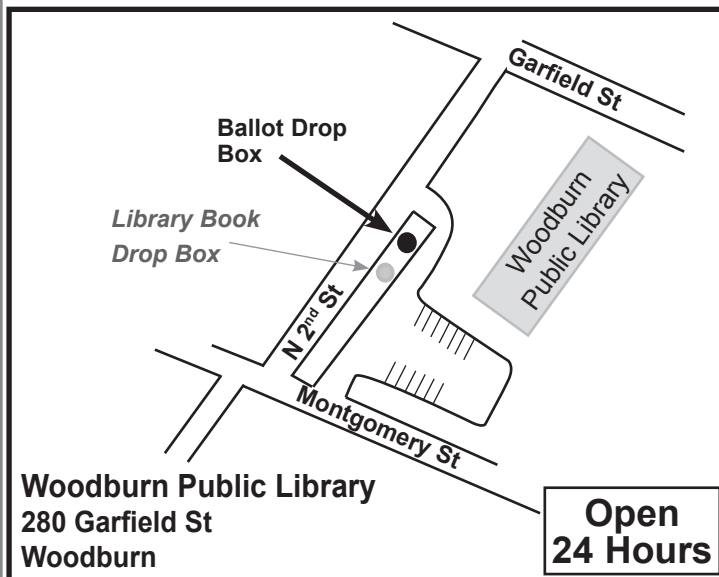 Garfield St
Ballot Drop
Box
Library Book
Drop Box
Woodburn
Public Library
N 2nd St
Montgomery St
Woodburn Public Library
280 Garfield St
Woodburn
Open
24 Hours